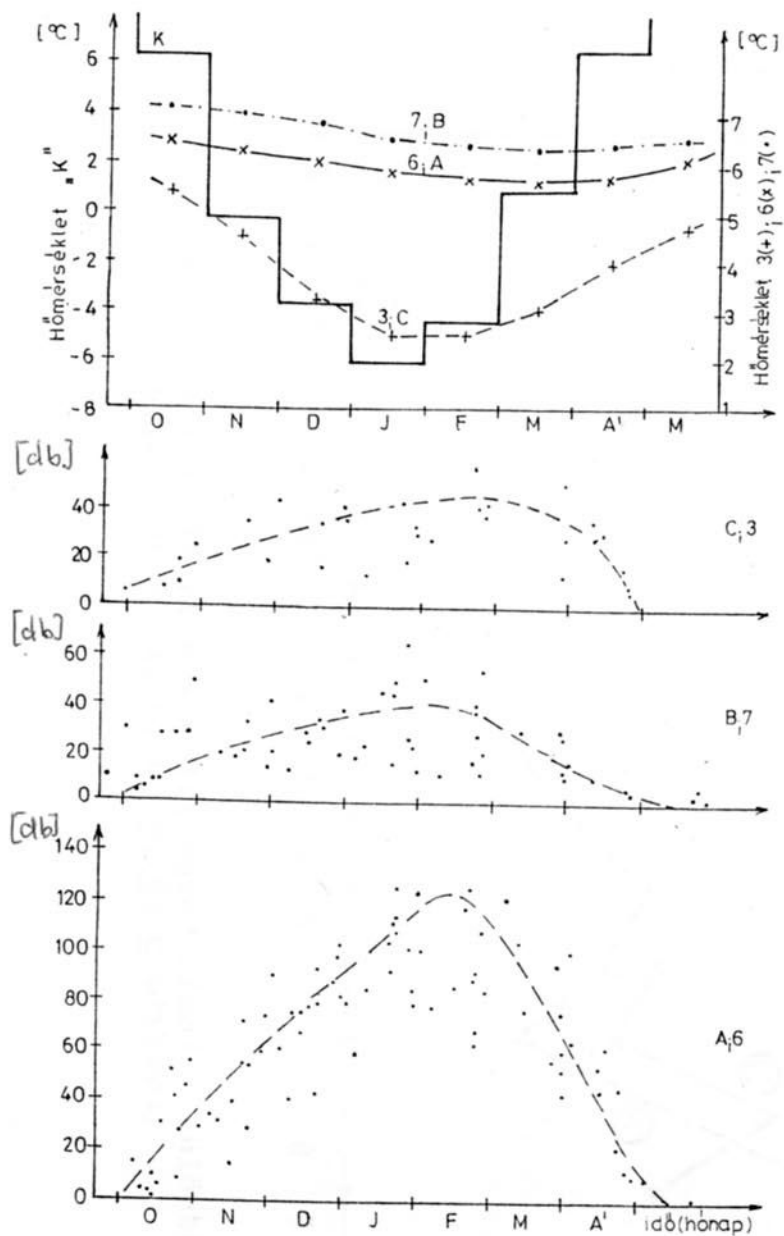 [°C] K [°C]
6
4
2
0
-2
-4
-6
-8
Hőmérséklet "K"
7;B
6;A
3;C
7
6
5
4
3
2
1
Hőmérséklet 3(+); 6(x); 7(•)
O N D J F M A' M
[db]
40
20
0
C;3
[db]
60
40
20
0
B;7
[db]
140
120
100
80
60
40
20
0
A;6
O N D J F M A' idő(hónap)